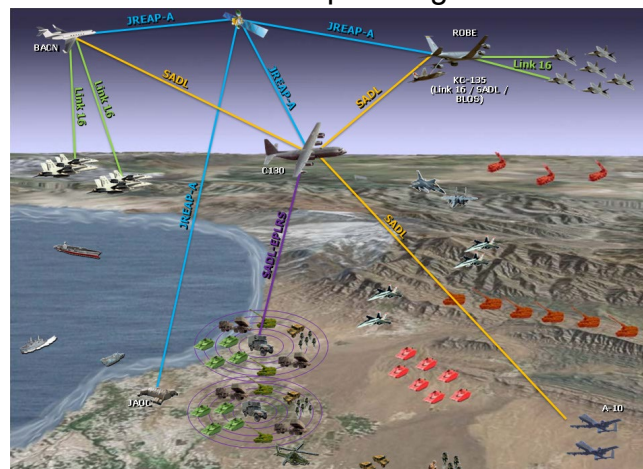 JREAP-A
JREAP-A
ROBE
BACN
Link 16
KC-135
(Link 16 / SADL /
BLOS)
SADL
SADL
JREAP-A
Link 16
Link 16
C130
JREAP-A
SADL
SADL-EPLRS
JAOC
A-10